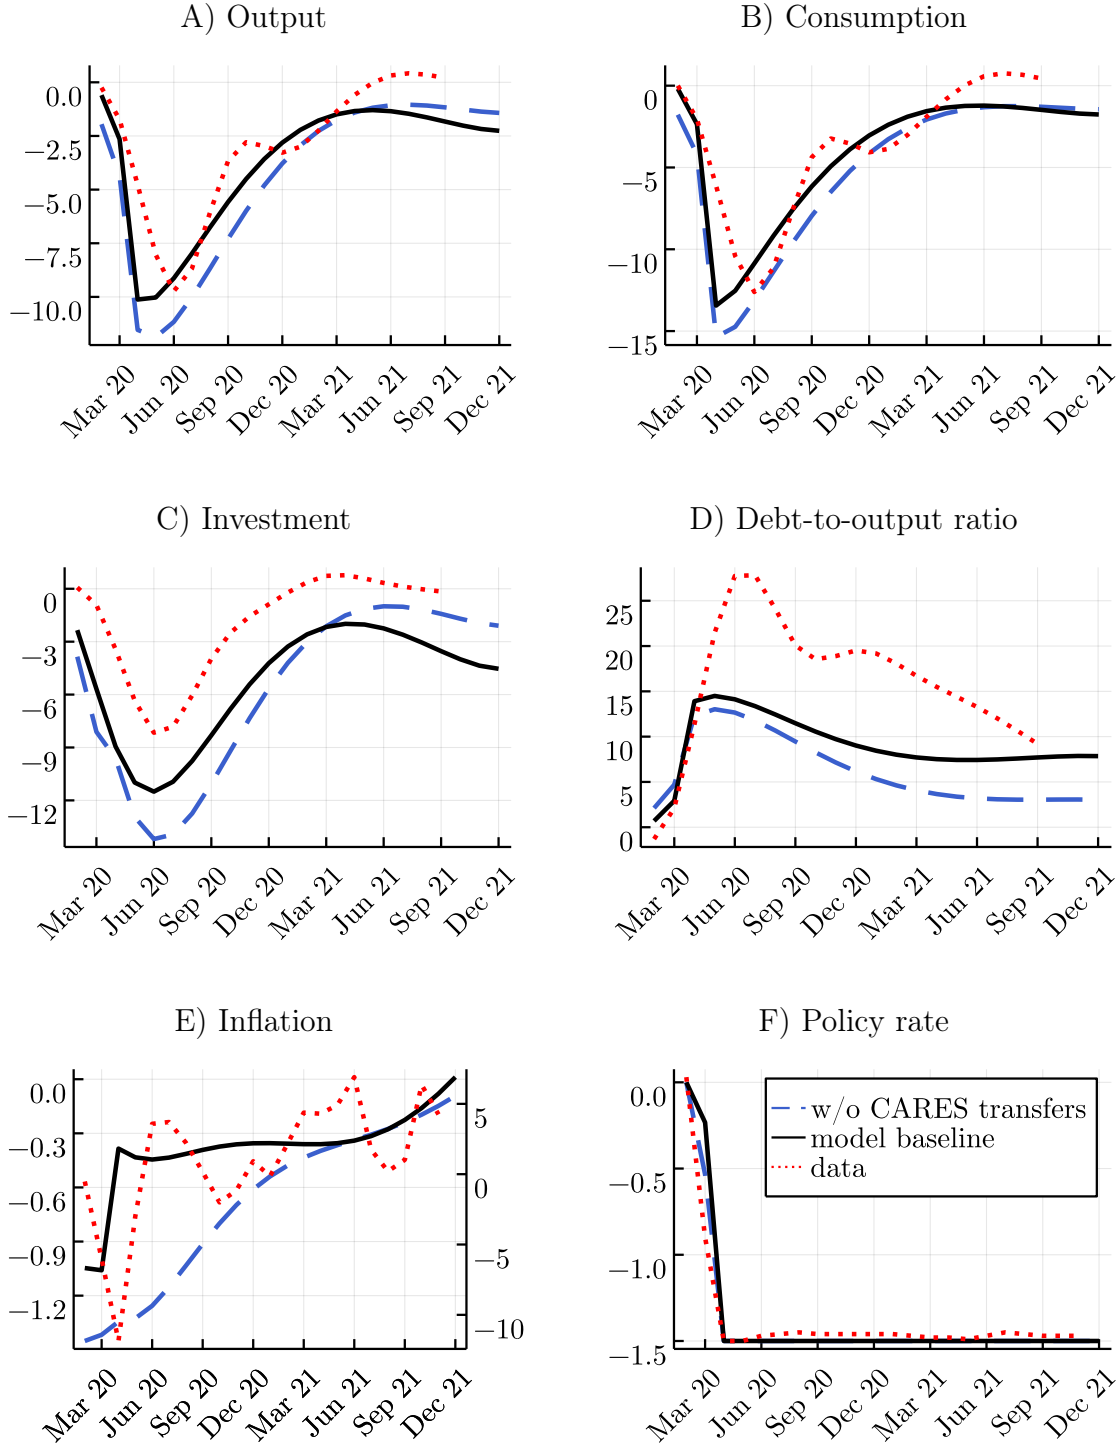 A) Output
0.0
−2.5
−5.0
−7.5
−10.0
Mar 20
Jun 20
Sep 20
Dec 20
Mar 21
Jun 21
Sep 21
Dec 21
B) Consumption
0
−5
−10
−15
Mar 20
Jun 20
Sep 20
Dec 20
Mar 21
Jun 21
Sep 21
Dec 21
C) Investment
0
−3
−6
−9
−12
Mar 20
Jun 20
Sep 20
Dec 20
Mar 21
Jun 21
Sep 21
Dec 21
D) Debt-to-output ratio
25
20
15
10
5
0
Mar 20
Jun 20
Sep 20
Dec 20
Mar 21
Jun 21
Sep 21
Dec 21
E) Inflation
0.0
−0.3
−0.6
−0.9
−1.2
5
0
−5
−10
Mar 20
Jun 20
Sep 20
Dec 20
Mar 21
Jun 21
Sep 21
Dec 21
F) Policy rate
0.0
−0.5
−1.0
−1.5
w/o CARES transfers
model baseline
data
Mar 20
Jun 20
Sep 20
Dec 20
Mar 21
Jun 21
Sep 21
Dec 21